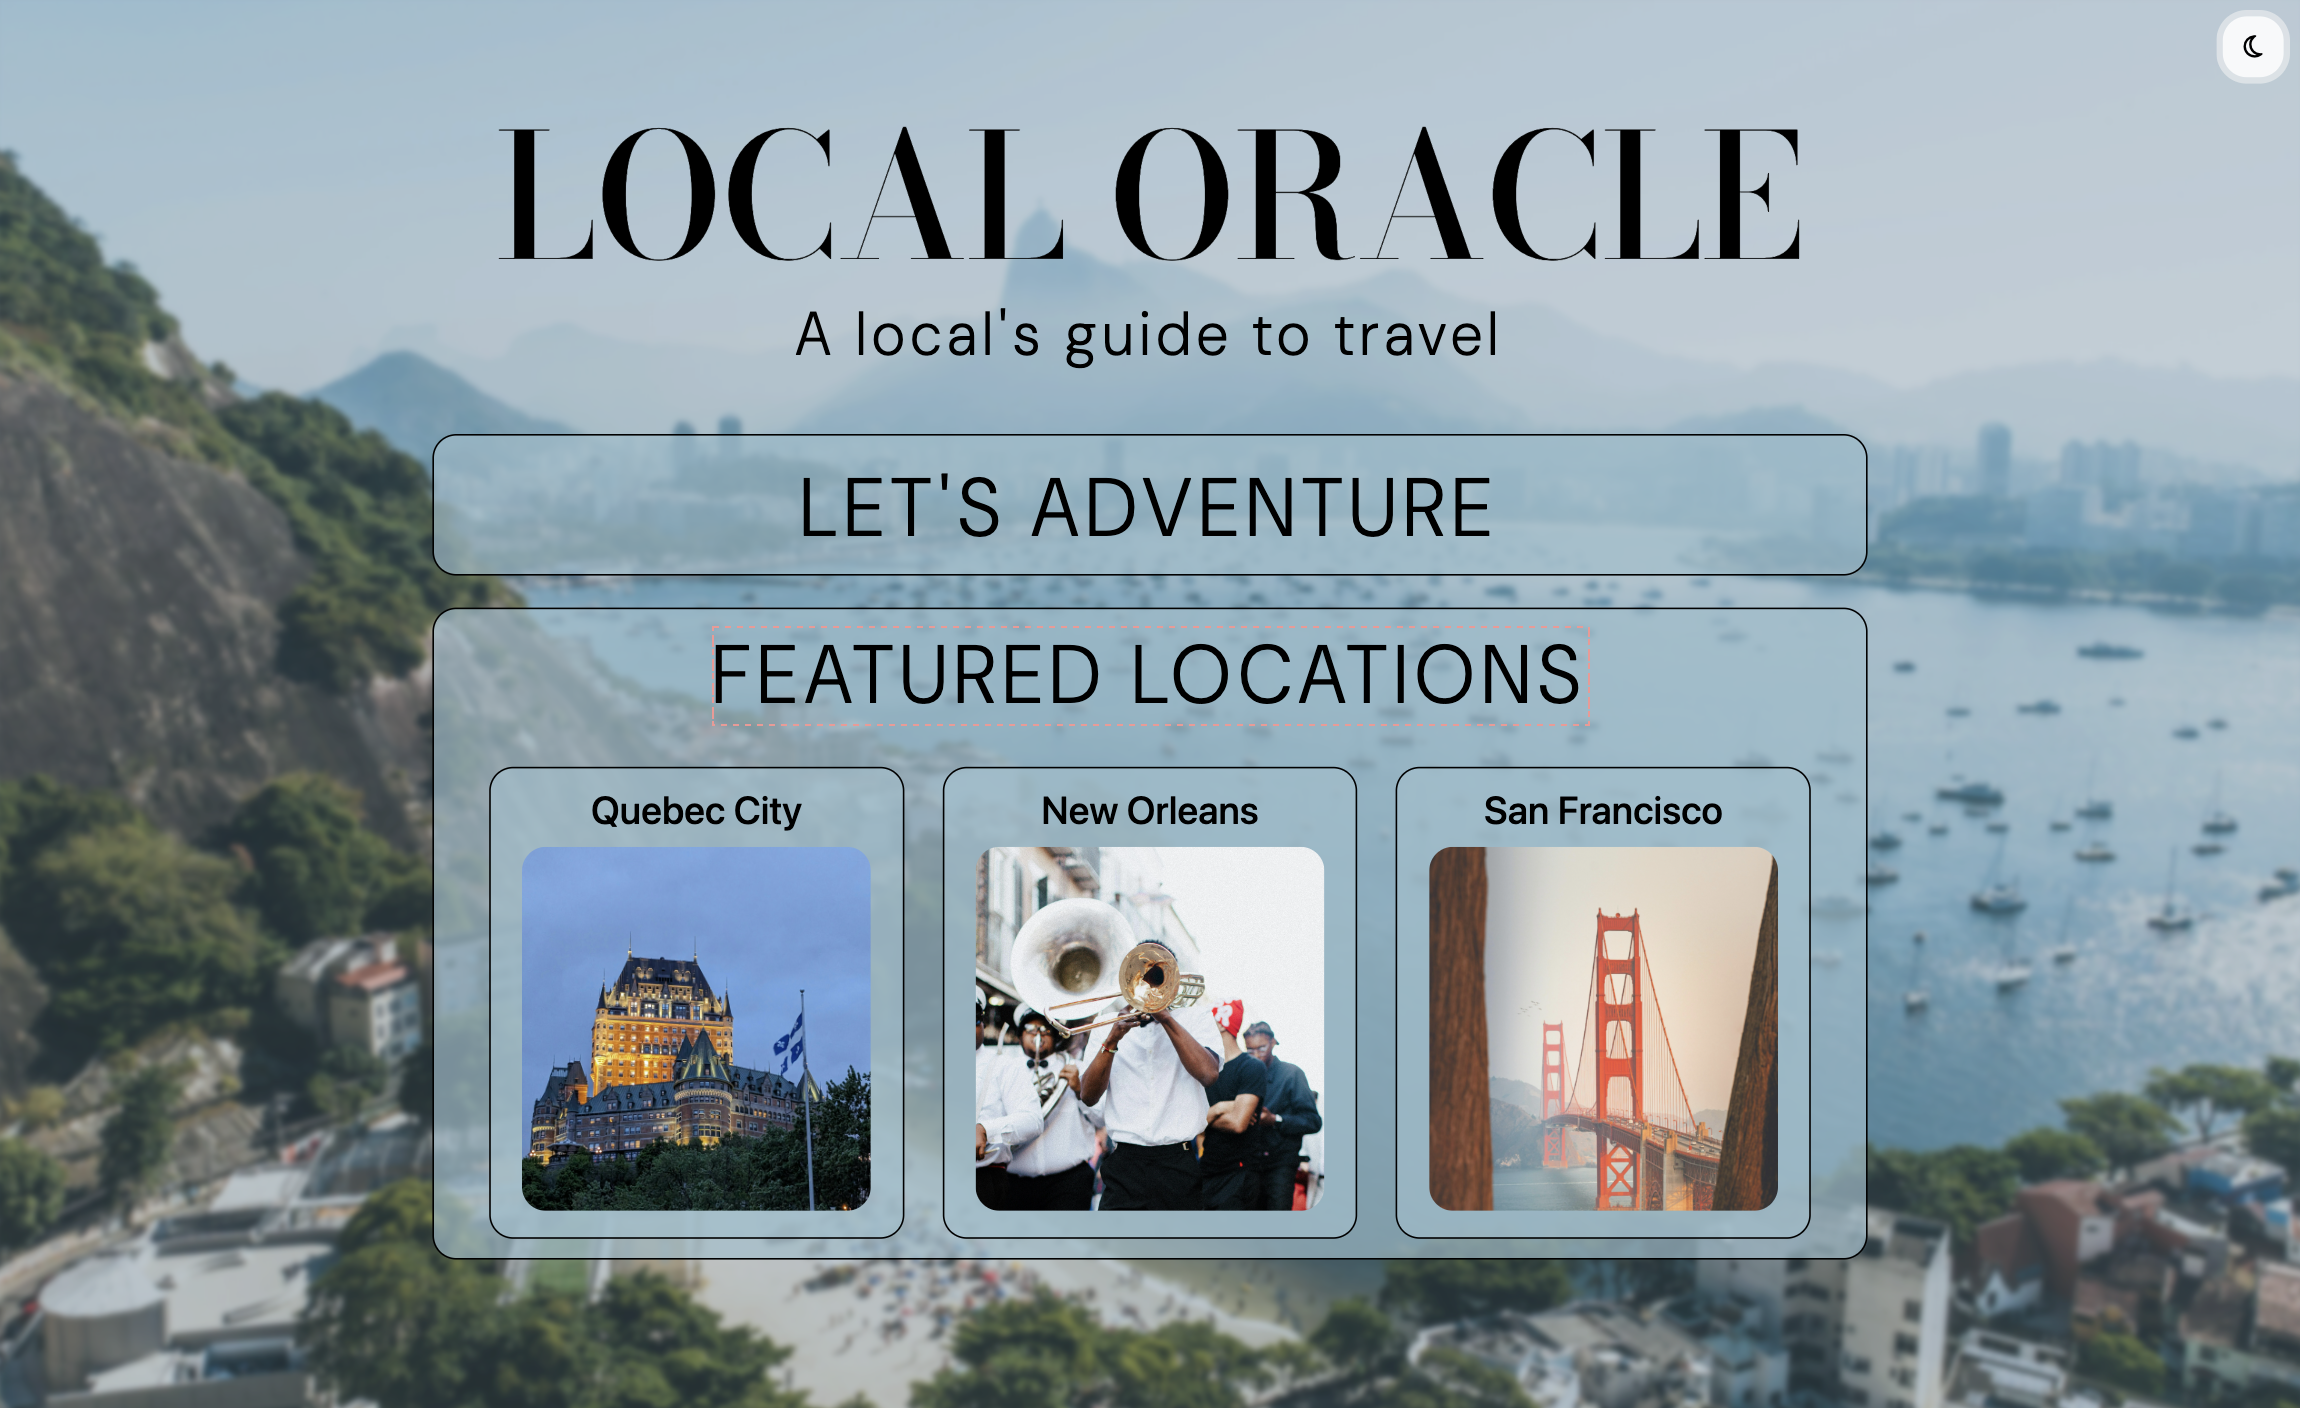 LOCAL ORACLE
A local's guide to travel
LET'S ADVENTURE
FEATURED LOCATIONS
Quebec City
New Orleans
San Francisco